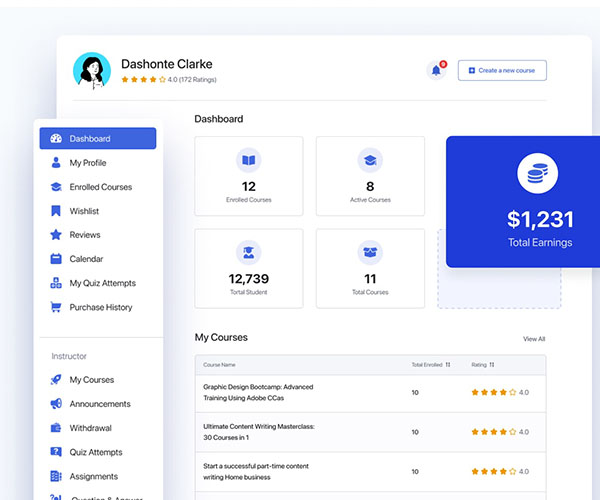 Dashonte Clarke
4.0 (172 Ratings)
9
Create a new course
Dashboard
My Profile
Enrolled Courses
Wishlist
Reviews
Calendar
My Quiz Attempts
Purchase History
Instructor
My Courses
Announcements
Withdrawal
Quiz Attempts
Assignments
Question & Answer
Dashboard
12
Enrolled Courses
8
Active Courses
$1,231
Total Earnings
12,739
Tortal Student
11
Total Courses
My Courses
View All
Course Name Total Enrolled Rating
Graphic Design Bootcamp: Advanced
Training Using Adobe CCas
10 4.0
Ultimate Content Writing Masterclass:
30 Courses in 1
10 4.0
Start a successful part-time content
writing Home business
10 4.0